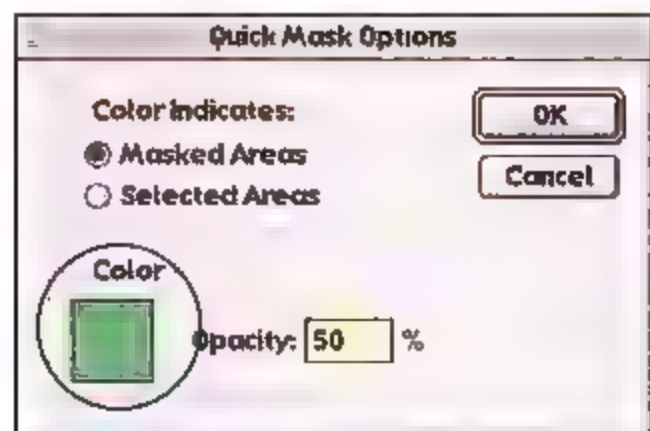 Quick Mask Options
Color Indicates:
OK
Masked Areas
Cancel
Selected Areas
Color
Opacity: 50 %